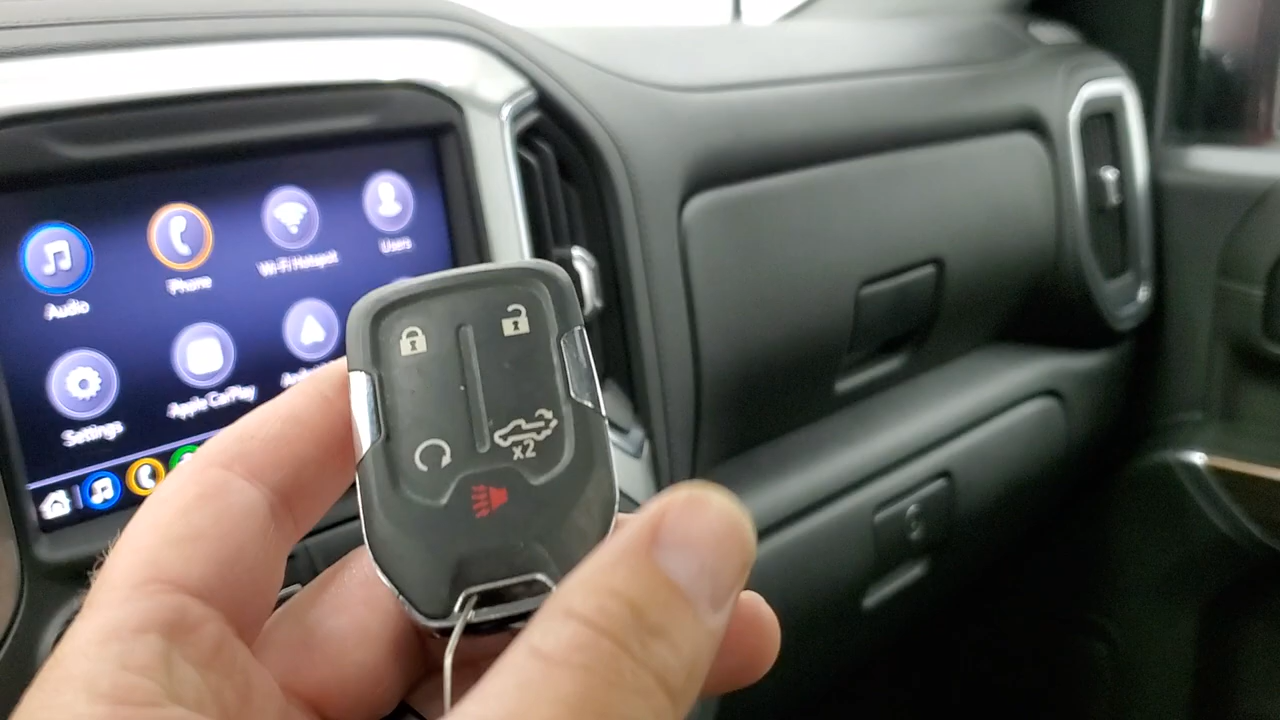 Audio
Phone
Wi-Fi Hotspot
Users
Settings
Apple CarPlay
x2